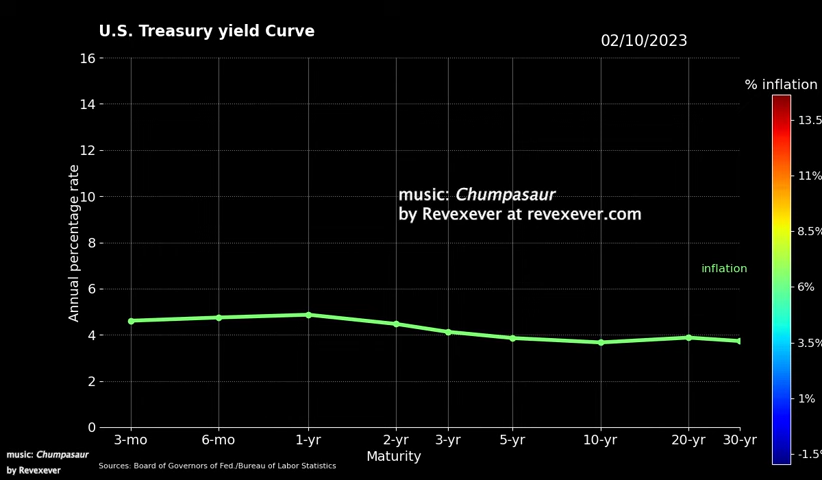 U.S. Treasury yield Curve
02/10/2023
% inflation
16
14
12
10
8
6
4
2
0
Annual percentage rate
music: Chumpasaur
by Revexever at revexever.com
inflation
13.5
11%
8.5%
6%
3.5%
1%
-1.5%
3-mo
6-mo
1-yr
2-yr
3-yr
5-yr
10-yr
20-yr
30-yr
Maturity
music: Chumpasaur
by Revexever
Sources: Board of Governors of Fed./Bureau of Labor Statistics